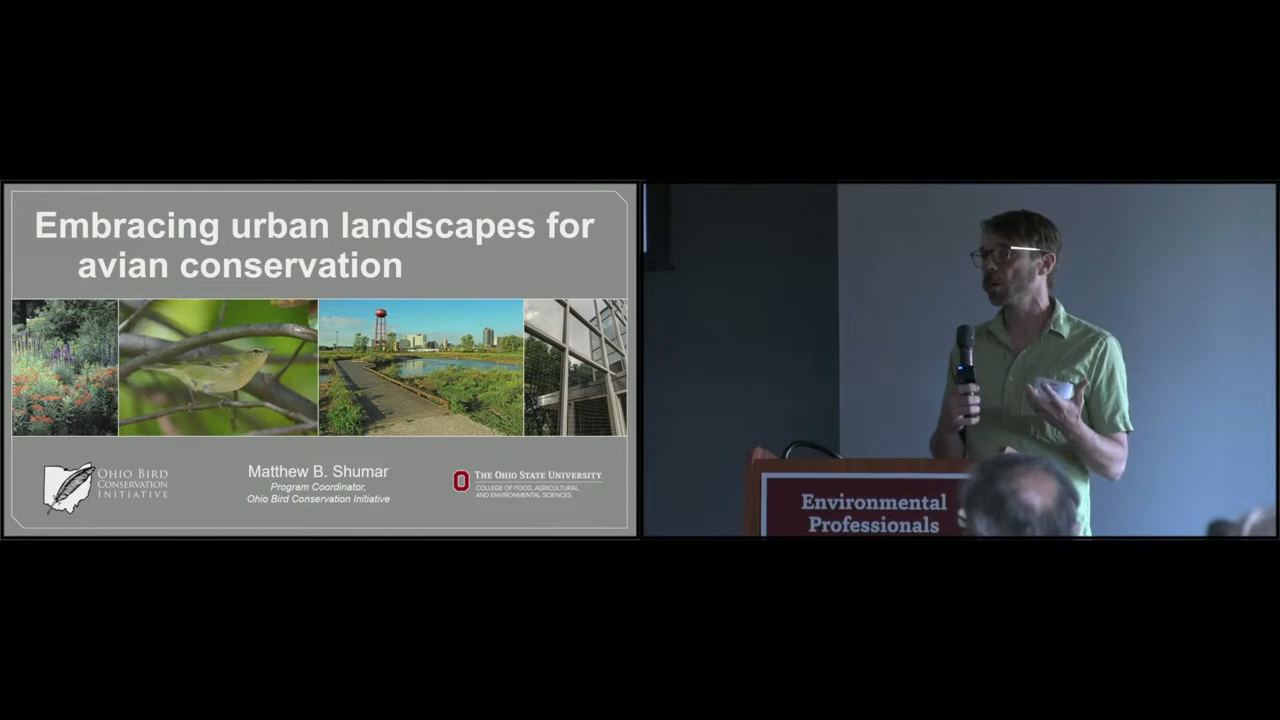 Embracing urban landscapes for
avian conservation
OHIO BIRD
CONSERVATION
INITIATIVE
Matthew B. Shumar
Program Coordinator,
Ohio Bird Conservation Initiative
THE OHIO STATE UNIVERSITY
COLLEGE OF FOOD, AGRICULTURAL,
AND ENVIRONMENTAL SCIENCES
Environmental
Professionals